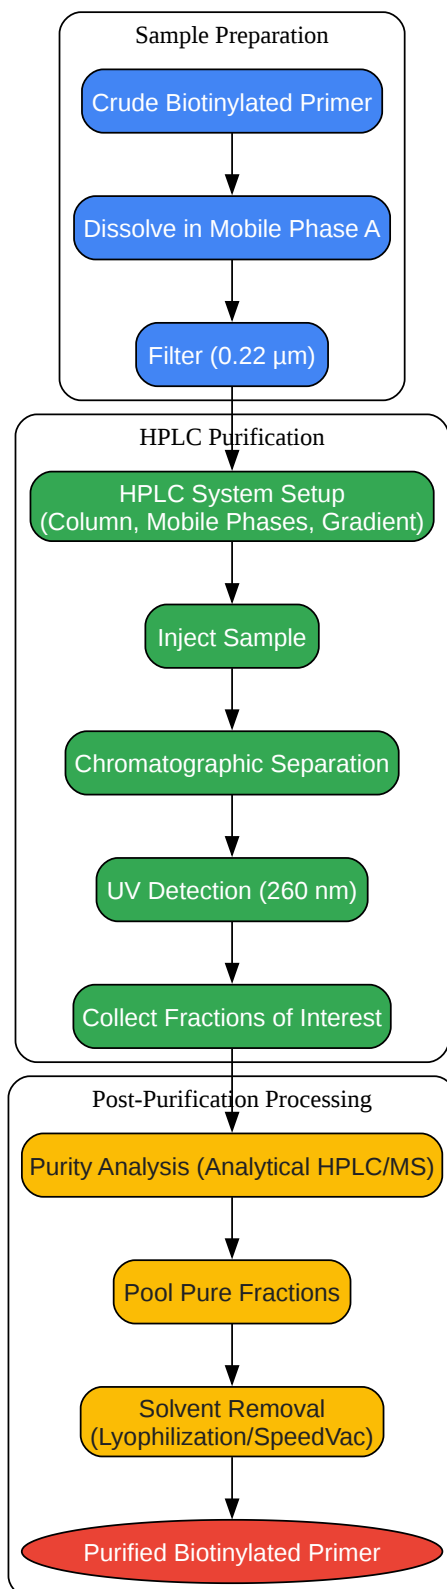 Sample Preparation
Crude Biotinylated Primer
Dissolve in Mobile Phase A
Filter (0.22 µm)
HPLC Purification
HPLC System Setup
(Column, Mobile Phases, Gradient)
Inject Sample
Chromatographic Separation
UV Detection (260 nm)
Collect Fractions of Interest
Post-Purification Processing
Purity Analysis (Analytical HPLC/MS)
Pool Pure Fractions
Solvent Removal
(Lyophilization/SpeedVac)
Purified Biotinylated Primer